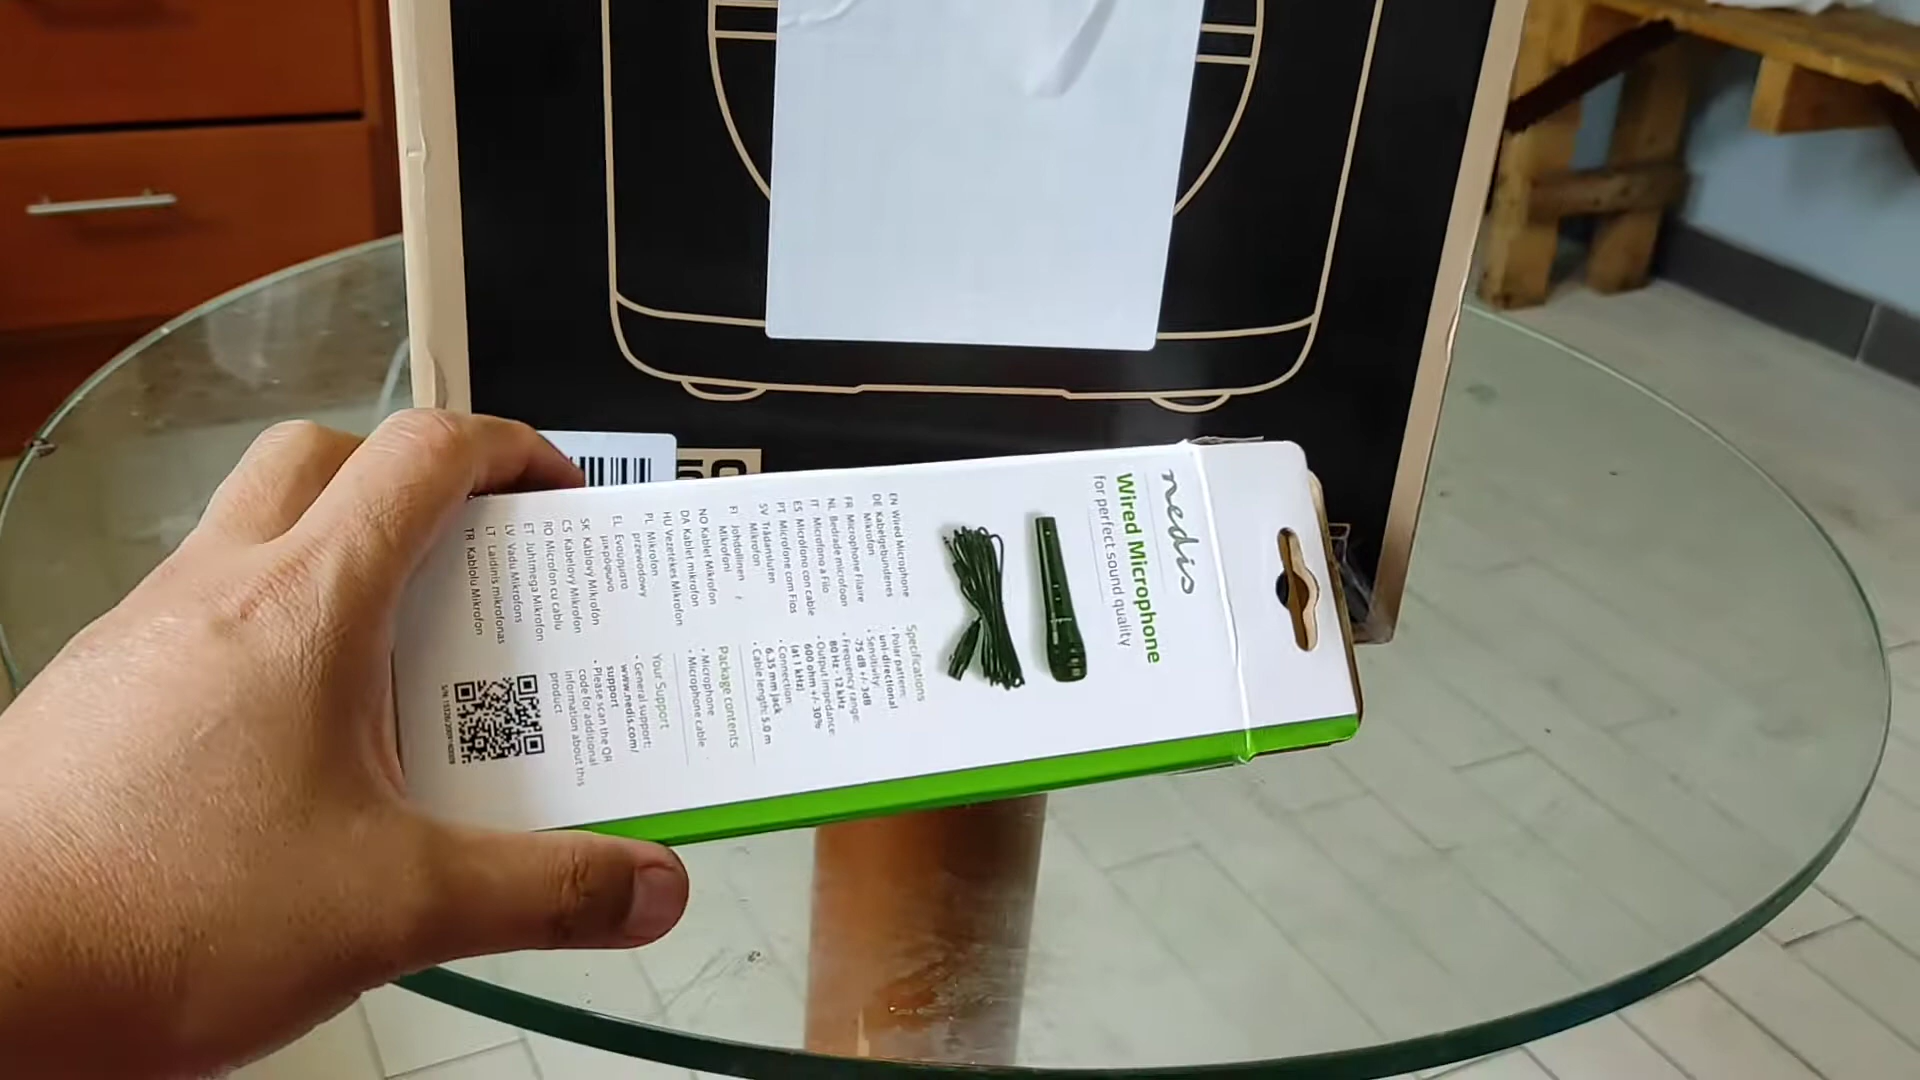 nedis
Wired Microphone
for perfect sound quality
EN Wired Microphone
DE Kabelgebundenes
Mikrofon
FR Microphone Filaire
NL Bedrade microfoon
IT Microfono a Filo
ES Micrófono con cable
PT Microfone com Fios
SV Trådansluten
Mikrofon
FI Johdollinen
Mikrofoni
NO Kablet Mikrofon
DA Kablet mikrofon
HU Vezetékes Mikrofon
PL Mikrofon
przewodowy
EL Ενσύρματο
μικρόφωνο
SK Káblový Mikrofón
CS Kabelový Mikrofon
RO Microfon cu cablu
ET Juhtmega Mikrofon
LV Vadu Mikrofons
LT Laidinis mikrofonas
TR Kablolu Mikrofon
Specifications
• Polar pattern:
uni-directional
• Sensitivity:
-75 dB +/- 3dB
• Frequency range:
80 Hz - 12 kHz
• Output impedance:
600 ohm +/- 30%
(at 1 kHz)
• Connection:
6.35 mm jack
• Cable length: 5.0 m
Package contents
• Microphone
• Microphone cable
Your Support
• General support:
www.nedis.com/
support
• Please scan the QR
code for additional
information about this
product